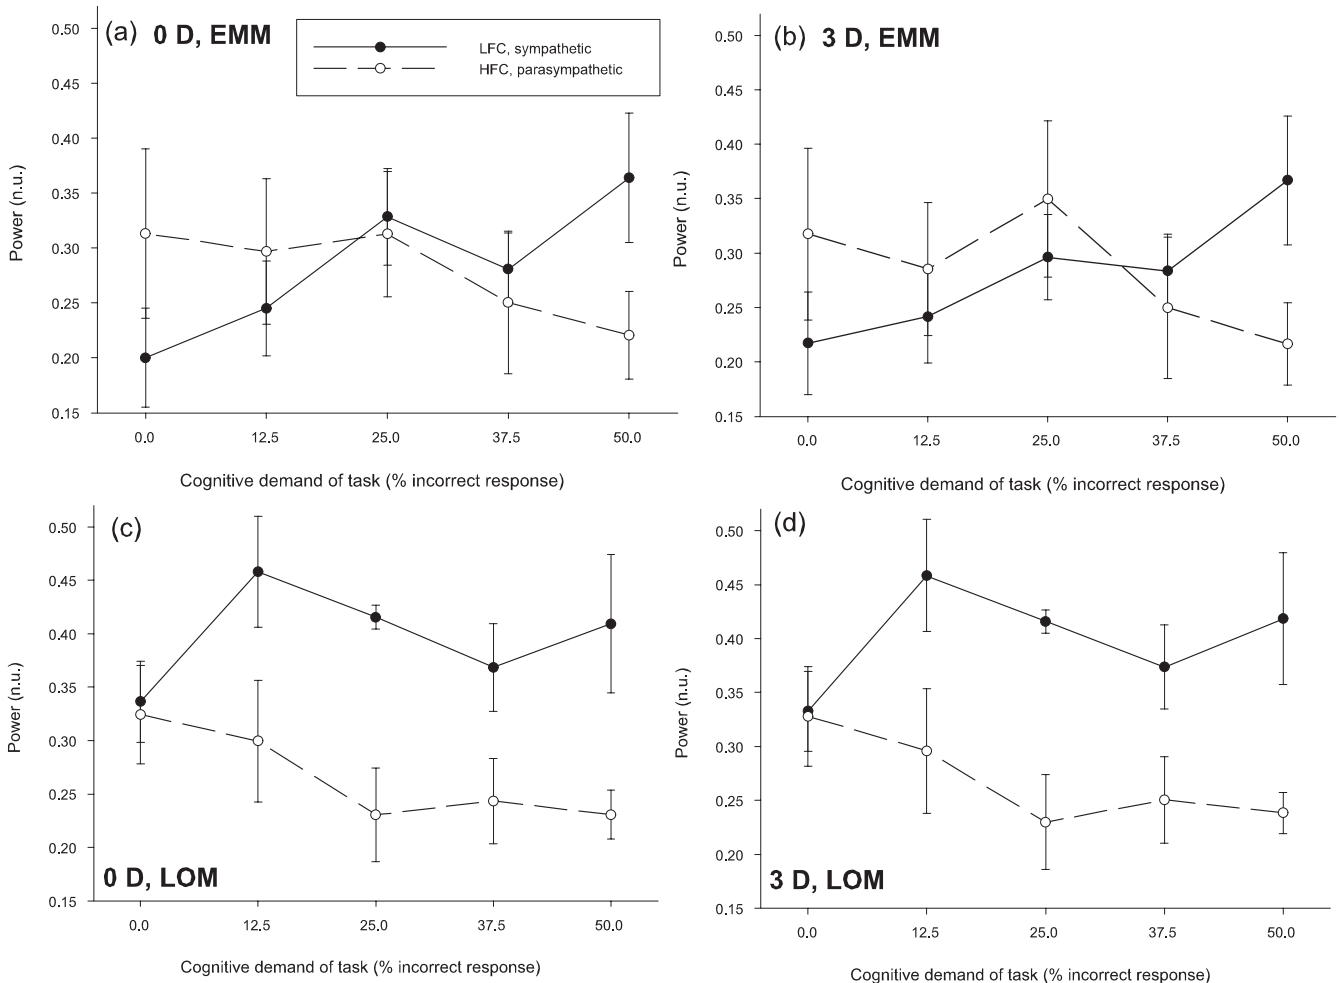 (a) 0 D, EMM
LFC, sympathetic
HFC, parasympathetic
0.50
0.45
0.40
0.35
0.30
0.25
0.20
0.15
Power (n.u.)
0.0 12.5 25.0 37.5 50.0
Cognitive demand of task (% incorrect response)
(b) 3 D, EMM
0.50
0.45
0.40
0.35
0.30
0.25
0.20
0.15
Power (n.u.)
0.0 12.5 25.0 37.5 50.0
Cognitive demand of task (% incorrect response)
(c)
0.50
0.45
0.40
0.35
0.30
0.25
0.20
0.15
Power (n.u.)
0 D, LOM
0.0 12.5 25.0 37.5 50.0
Cognitive demand of task (% incorrect response)
(d)
0.50
0.45
0.40
0.35
0.30
0.25
0.20
0.15
Power (n.u.)
3 D, LOM
0.0 12.5 25.0 37.5 50.0
Cognitive demand of task (% incorrect response)